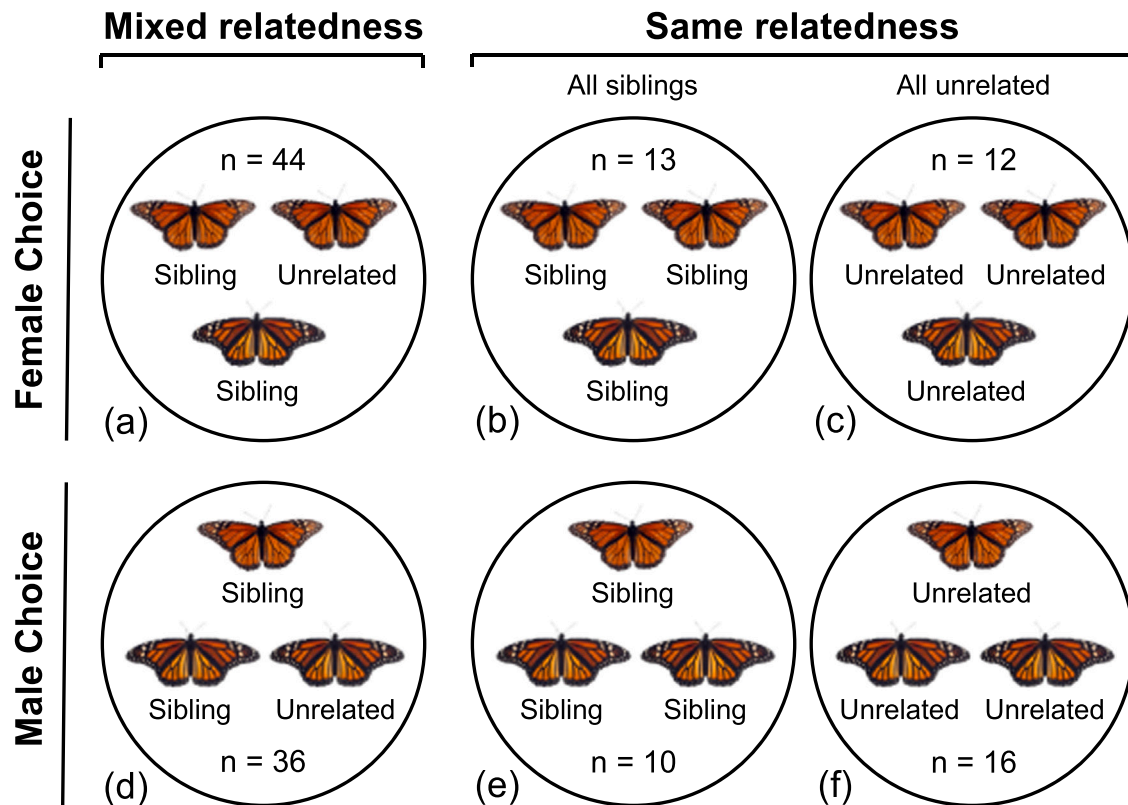 Mixed relatedness
Same relatedness
All siblings
All unrelated
Female Choice
n = 44
Sibling Unrelated
Sibling
(a)
n = 13
Sibling Sibling
Sibling
(b)
n = 12
Unrelated Unrelated
Unrelated
(c)
Male Choice
Sibling
Sibling Unrelated
n = 36
(d)
Sibling
Sibling Sibling
n = 10
(e)
Unrelated
Unrelated Unrelated
n = 16
(f)